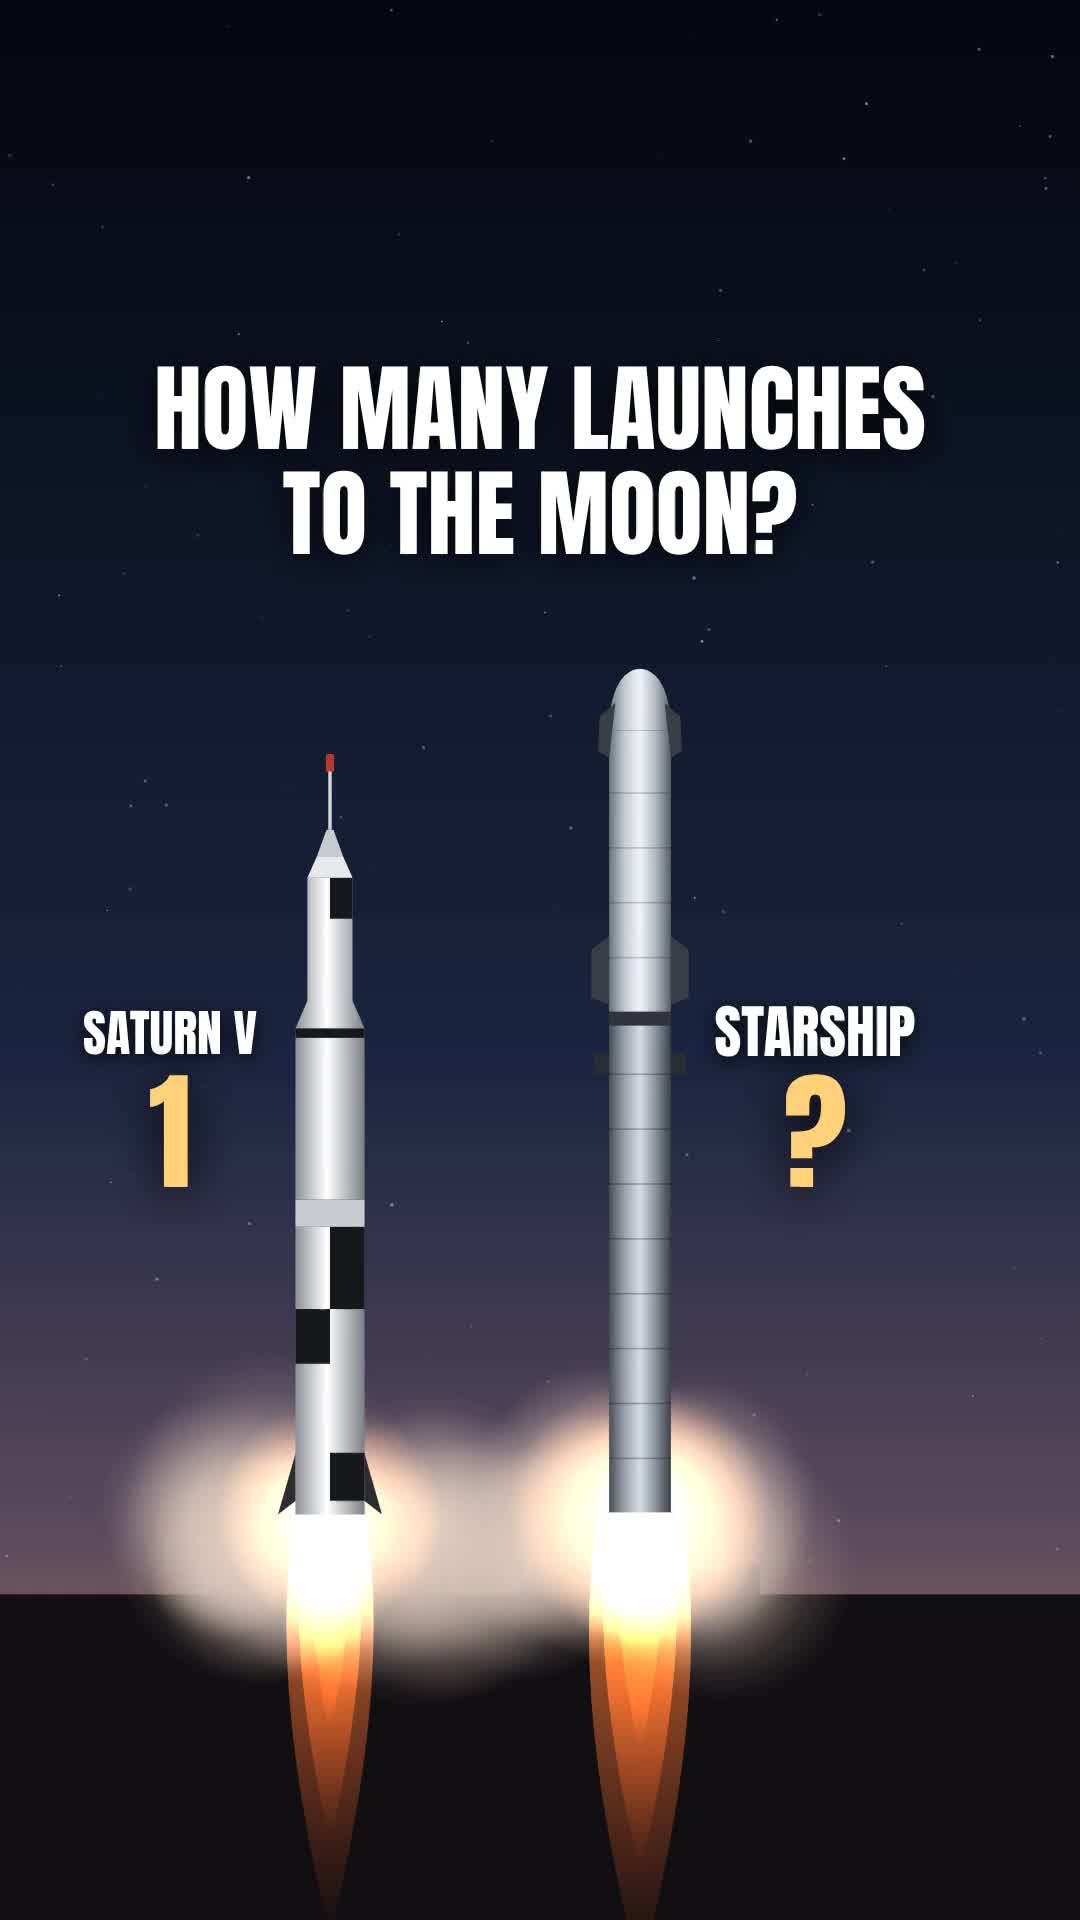 HOW MANY LAUNCHES
TO THE MOON?
SATURN V
1
STARSHIP
?